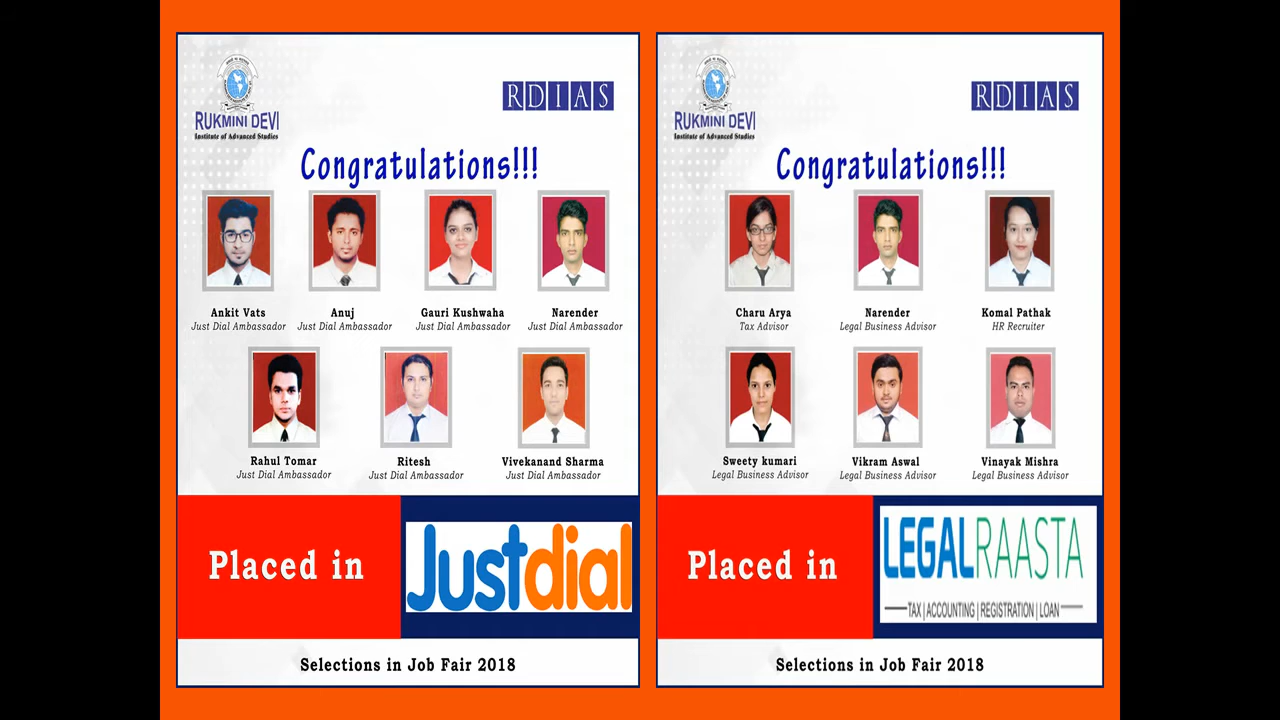 RUKMINI DEVI
Institute of Advanced Studies
RDIAS
Congratulations!!!
Ankit Vats
Just Dial Ambassador
Anuj
Just Dial Ambassador
Gauri Kushwaha
Just Dial Ambassador
Narender
Just Dial Ambassador
Rahul Tomar
Just Dial Ambassador
Ritesh
Just Dial Ambassador
Vivekanand Sharma
Just Dial Ambassador
Placed in
Justdial
Selections in Job Fair 2018
RUKMINI DEVI
Institute of Advanced Studies
RDIAS
Congratulations!!!
Charu Arya
Tax Advisor
Narender
Legal Business Advisor
Komal Pathak
HR Recruiter
Sweety kumari
Legal Business Advisor
Vikram Aswal
Legal Business Advisor
Vinayak Mishra
Legal Business Advisor
Placed in
LEGALRAASTA
TAX | ACCOUNTING | REGISTRATION | LOAN
Selections in Job Fair 2018